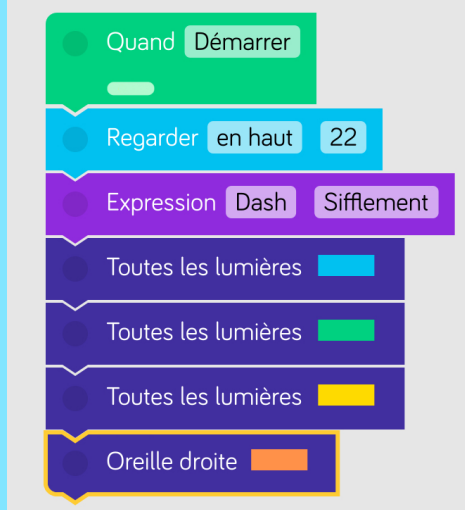 Quand Démarrer
Regarder en haut 22
Expression Dash Sifflement
Toutes les lumières
Toutes les lumières
Toutes les lumières
Oreille droite